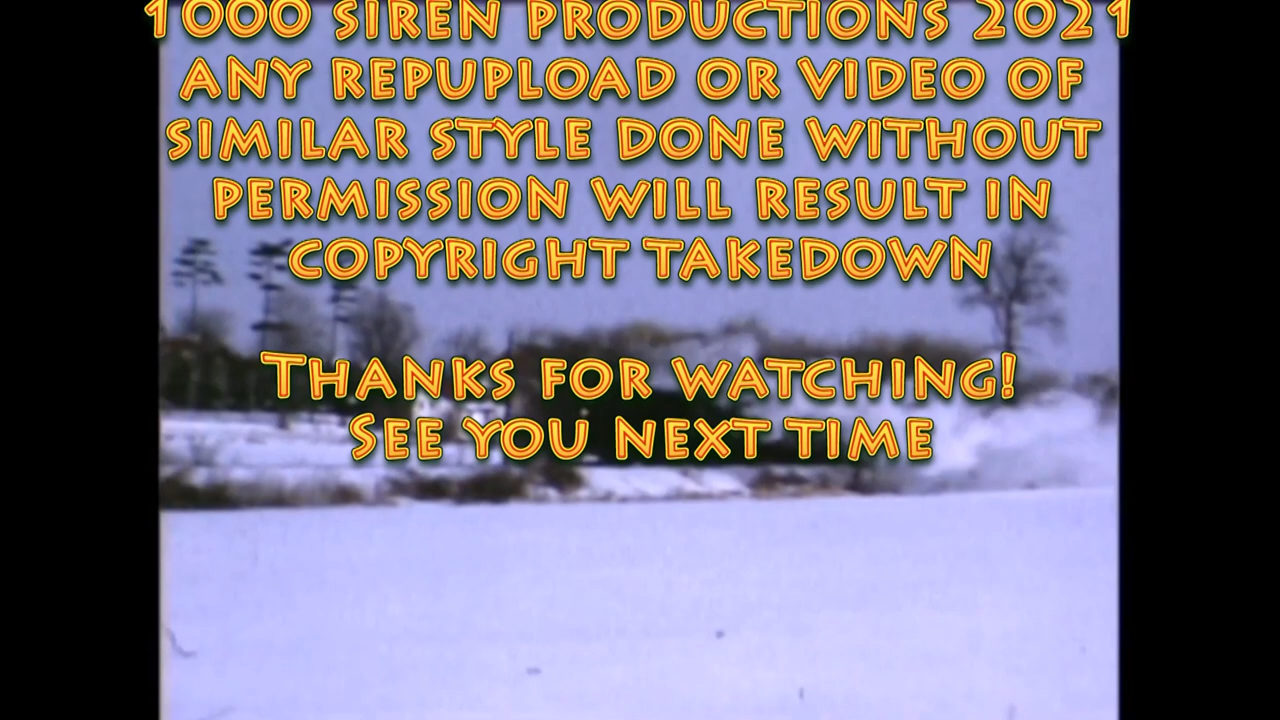 1000 SIREN PRODUCTIONS 2021
ANY REPUPLOAD OR VIDEO OF
SIMILAR STYLE DONE WITHOUT
PERMISSION WILL RESULT IN
COPYRIGHT TAKEDOWN
THANKS FOR WATCHING!
SEE YOU NEXT TIME